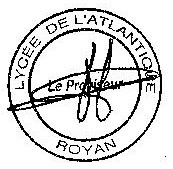 LYCÉE DE L'ATLANTIQUE
Le Proviseur
ROYAN